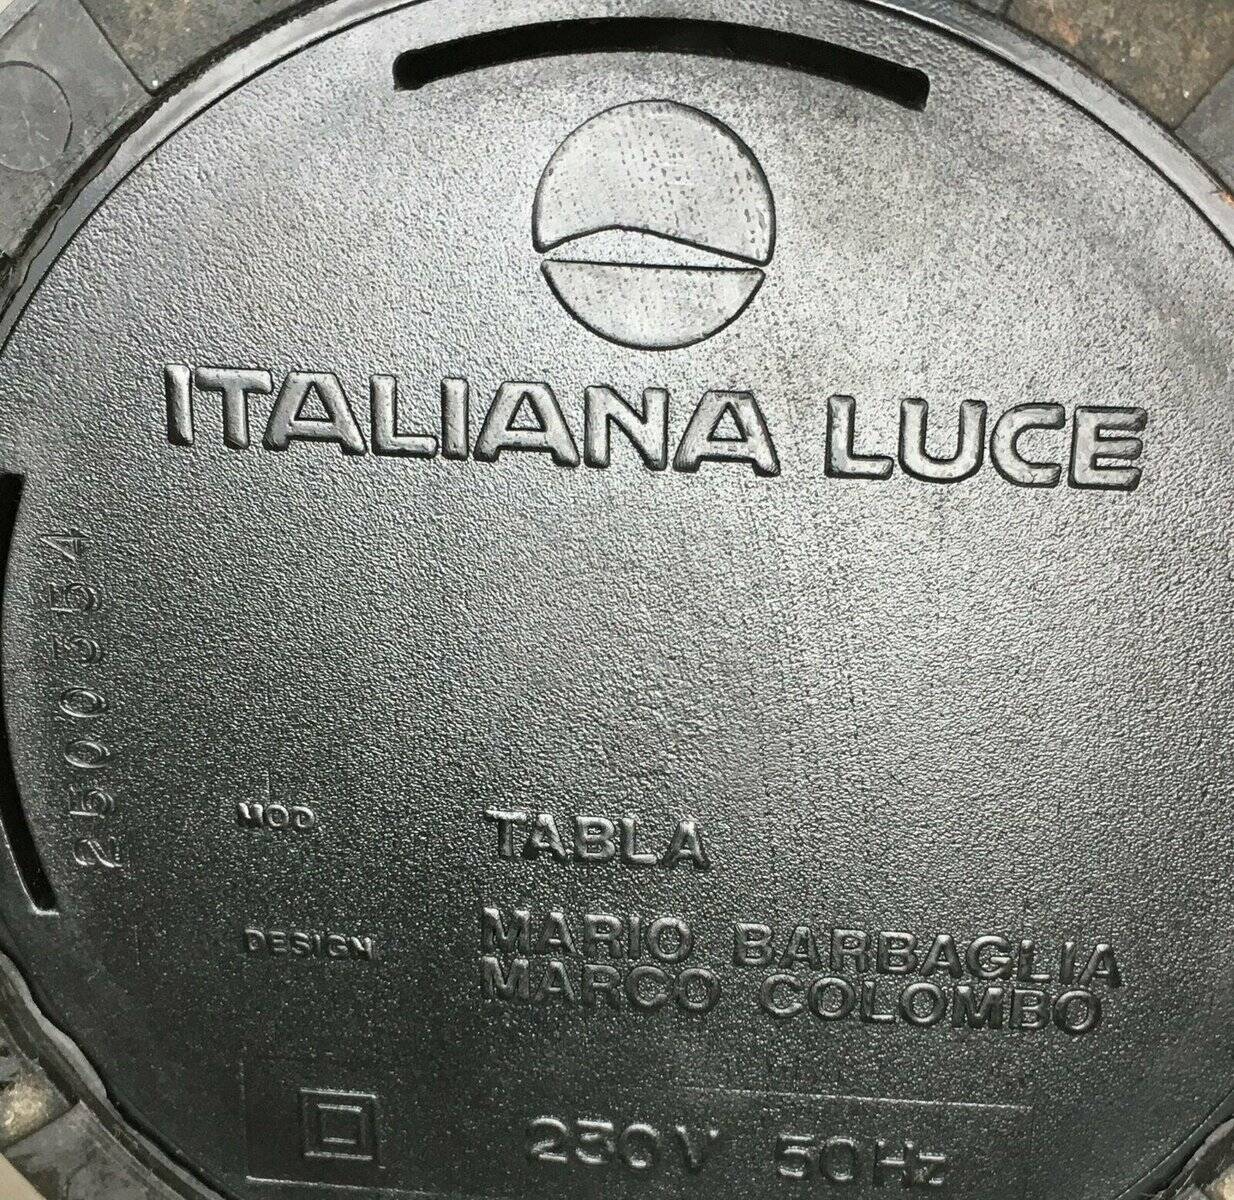 ITALIANA LUCE
2500354
MOD TABLA
DESIGN MARIO BARBAGLIA
MARCO COLOMBO
230V 50Hz